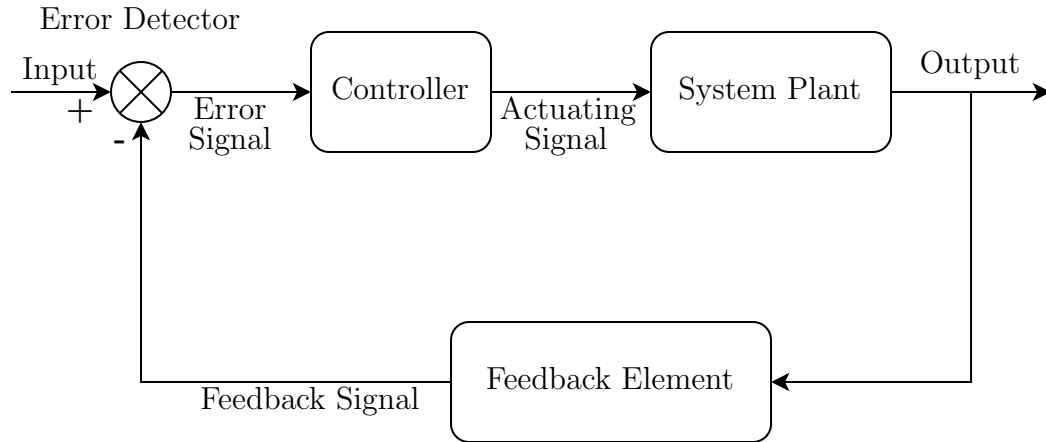 Error Detector
Input
+
-
Error
Signal
Controller
Actuating
Signal
System Plant
Output
Feedback Element
Feedback Signal